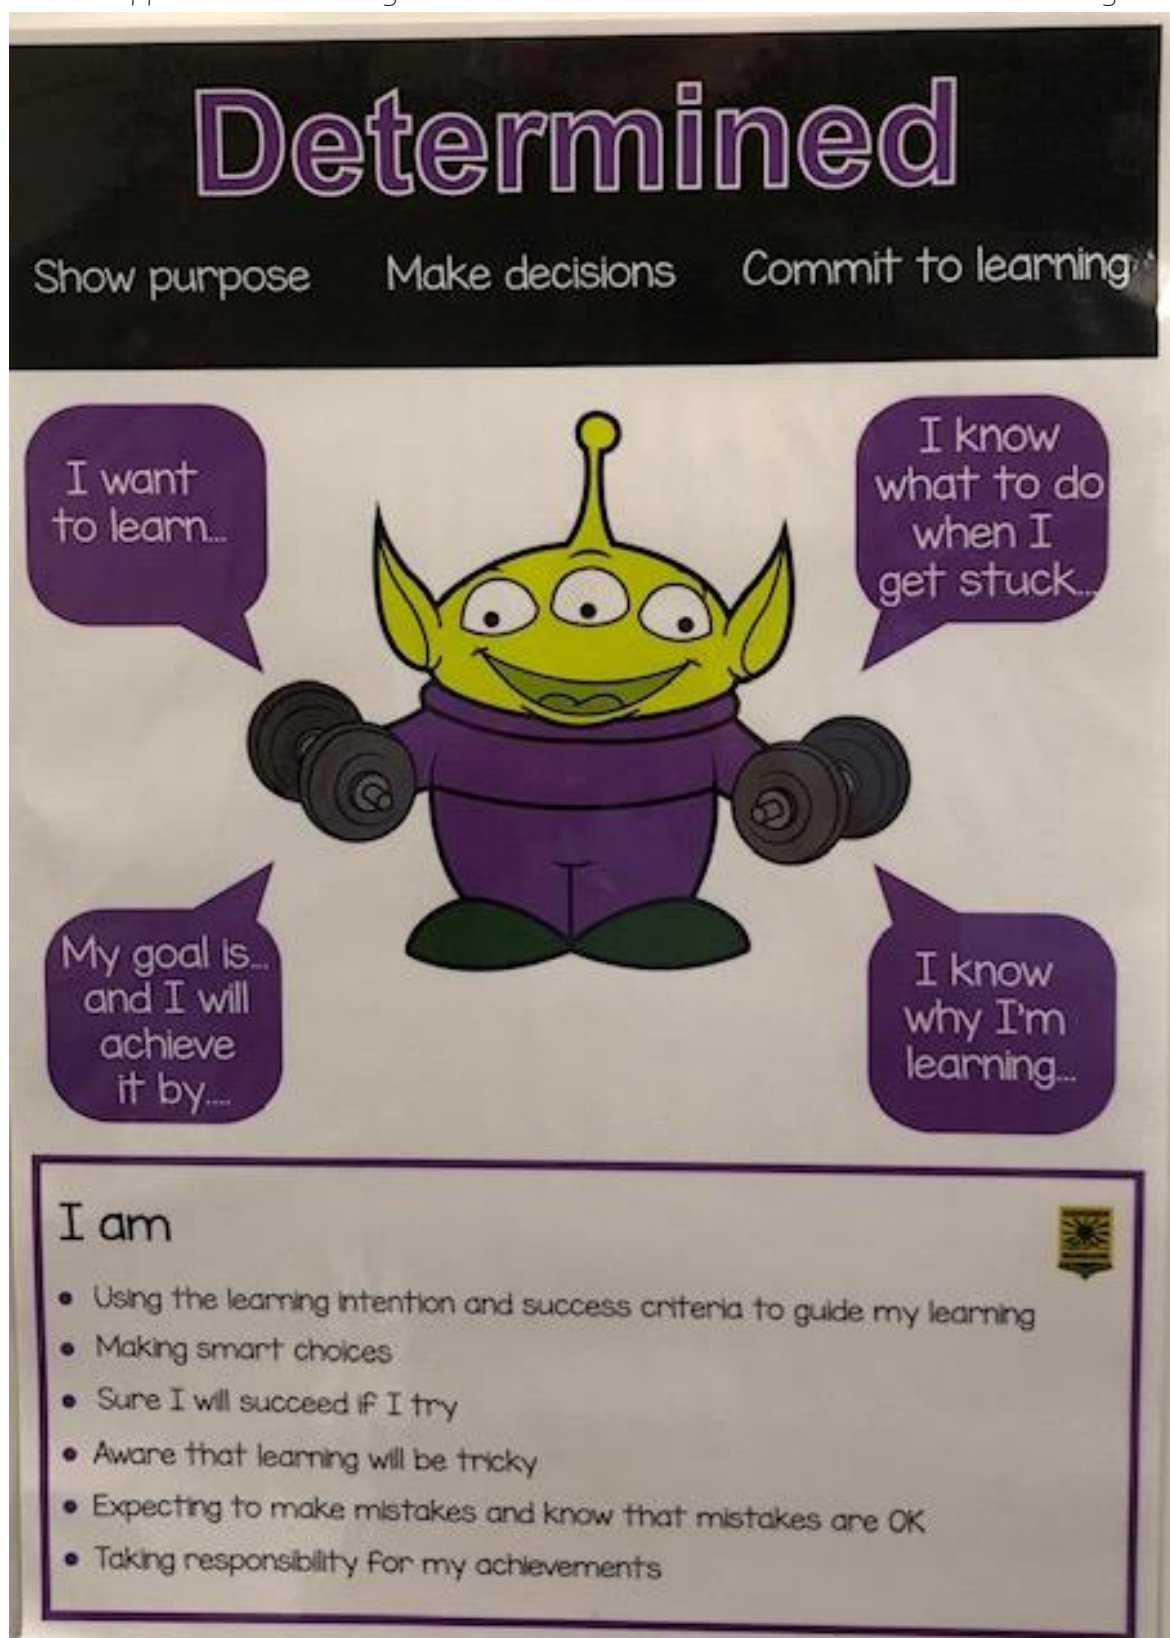 Determined
Show purpose Make decisions Commit to learning
I want
to learn...
I know
what to do
when I
get stuck...
My goal is...
and I will
achieve
it by....
I know
why I'm
learning...
I am
• Using the learning intention and success criteria to guide my learning
• Making smart choices
• Sure I will succeed if I try
• Aware that learning will be tricky
• Expecting to make mistakes and know that mistakes are OK
• Taking responsibility for my achievements